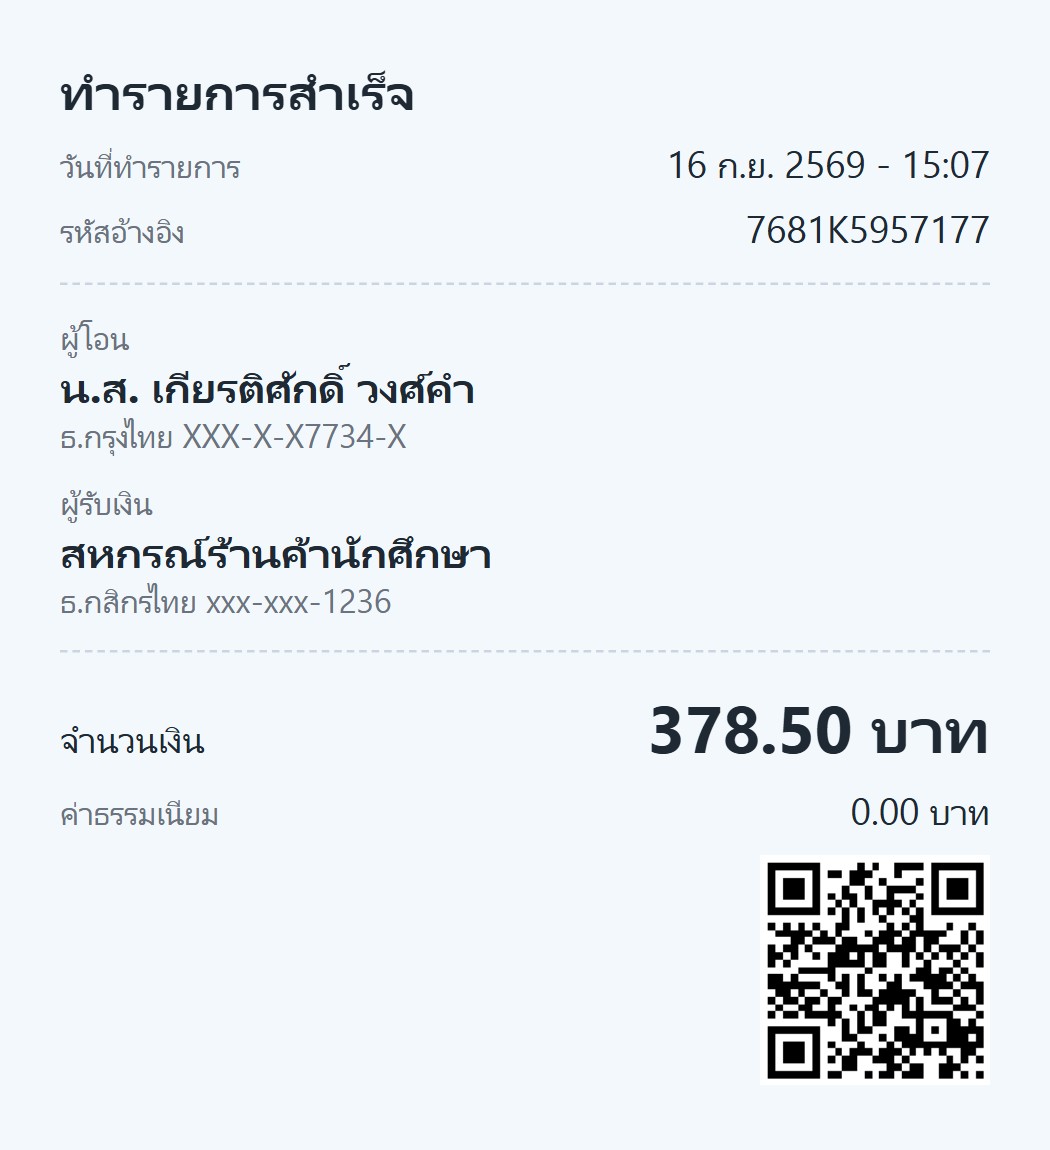 ทำรายการสำเร็จ
วันที่ทำรายการ 16 ก.ย. 2569 - 15:07
รหัสอ้างอิง 7681K5957177
ผู้โอน
น.ส. เกียรติศักดิ์ วงศ์คำ
ธ.กรุงไทย XXX-X-X7734-X
ผู้รับเงิน
สหกรณ์ร้านค้านักศึกษา
ธ.กสิกรไทย xxx-xxx-1236
จำนวนเงิน 378.50 บาท
ค่าธรรมเนียม 0.00 บาท